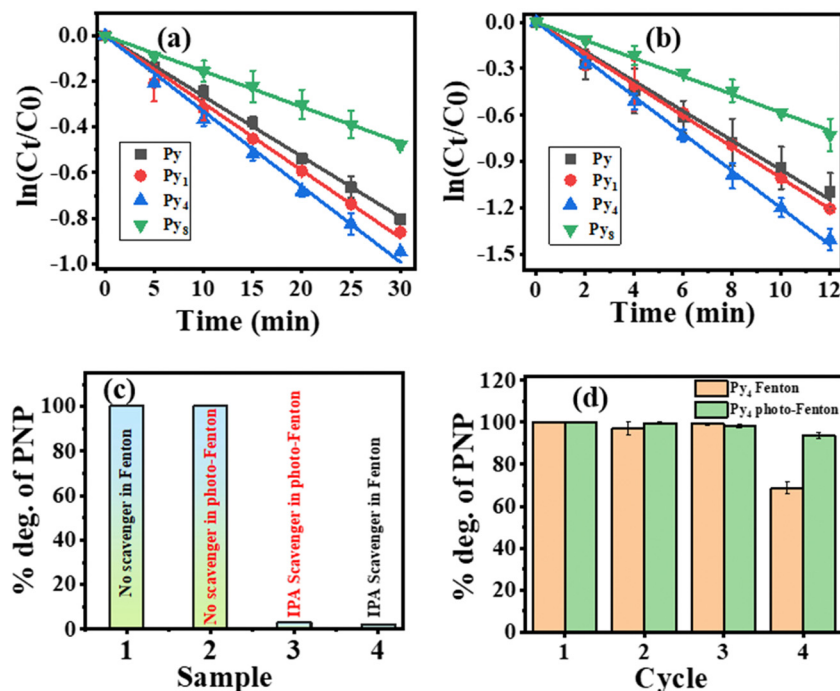 (a)
0.0
-0.2
-0.4
-0.6
-0.8
-1.0
ln(Ct/C0)
Py
Py₁
Py₄
Py₈
0 5 10 15 20 25 30
Time (min)
(b)
0.0
-0.3
-0.6
-0.9
-1.2
-1.5
ln(Ct/C0)
Py
Py₁
Py₄
Py₈
0 2 4 6 8 10 12
Time (min)
(c)
100
80
60
40
20
0
% deg. of PNP
No scavenger in Fenton
No scavenger in photo-Fenton
IPA Scavenger in photo-Fenton
IPA Scavenger in Fenton
1 2 3 4
Sample
(d)
Py₄ Fenton
Py₄ photo-Fenton
120
100
80
60
40
20
0
% deg. of PNP
1 2 3 4
Cycle